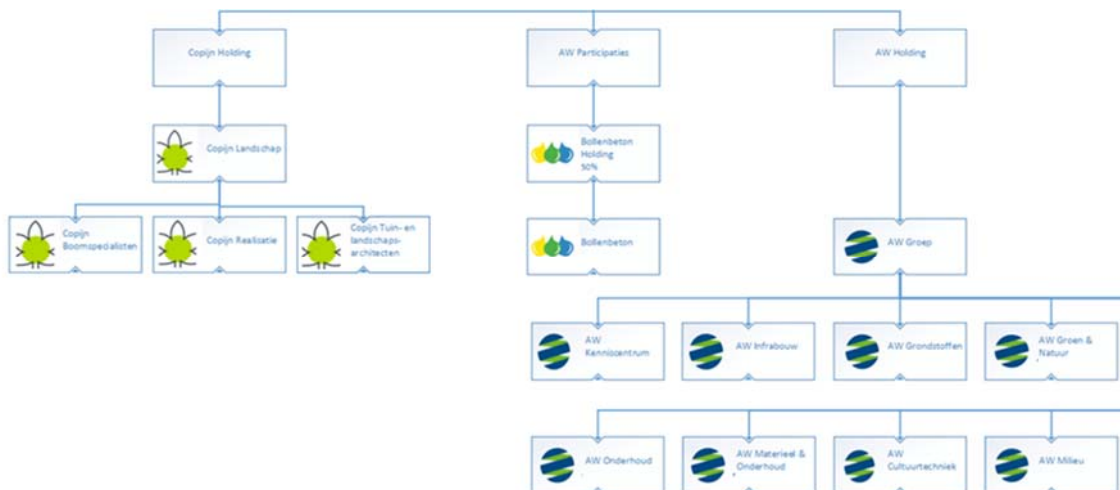 Copijn Holding
AW Participaties
AW Holding
Copijn Landschap
Bollenbeton
Holding
50%
Copijn
Boomspecialisten
Copijn Realisatie
Copijn Tuin- en
landschaps-
architecten
Bollenbeton
AW Groep
AW
Kenniscentrum
AW Infrabouw
AW Grondstoffen
AW Groen &
Natuur
AW Onderhoud
AW Materieel &
Onderhoud
AW
Cultuurtechniek
AW Milieu